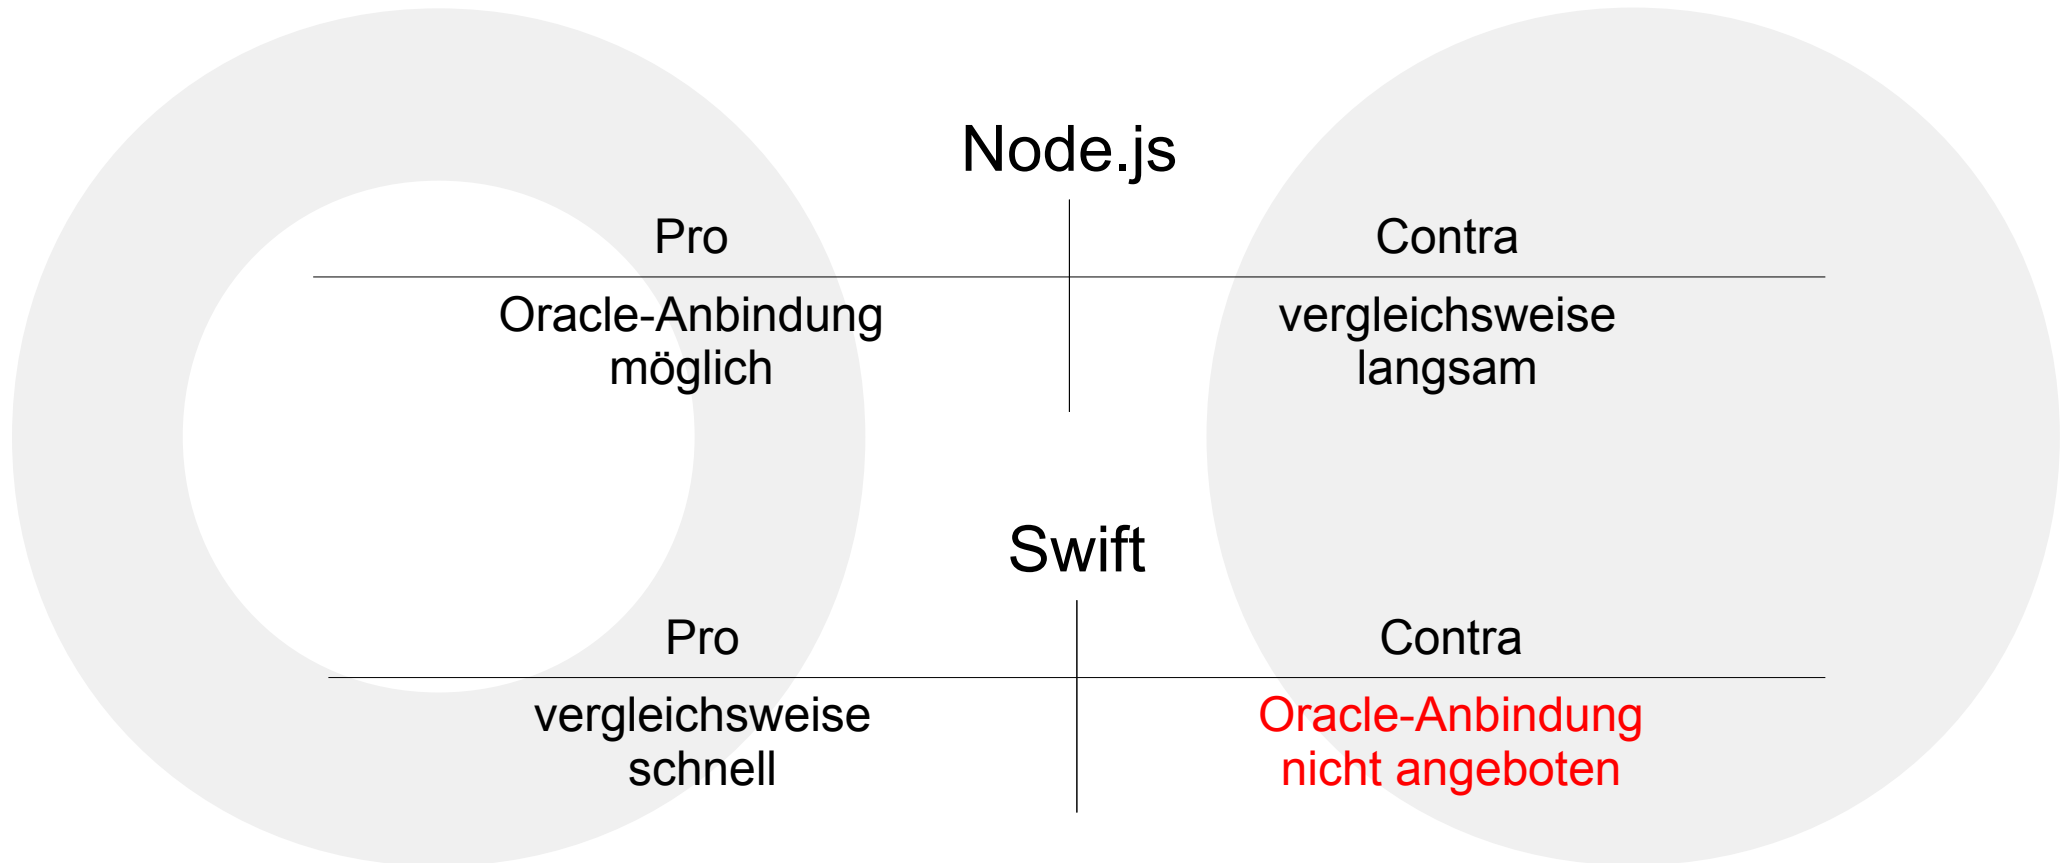 Node.js
Pro
Contra
Oracle-Anbindung
möglich
vergleichsweise
langsam
Swift
Pro
Contra
vergleichsweise
schnell
Oracle-Anbindung
nicht angeboten